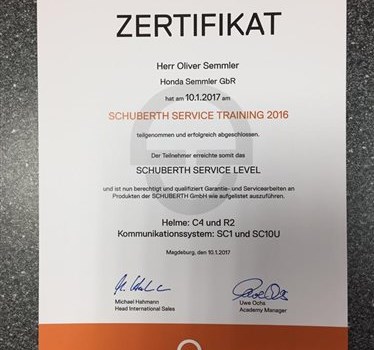 ZERTIFIKAT
Herr Oliver Semmler
Honda Semmler GbR
hat am 10.1.2017 am
SCHUBERTH SERVICE TRAINING 2016
teilgenommen und erfolgreich abgeschlossen.
Der Teilnehmer erreichte somit das
SCHUBERTH SERVICE LEVEL
und ist nun berechtigt und qualifiziert Garantie- und Servicearbeiten an
Produkten der SCHUBERTH GmbH wie aufgelistet auszuführen.
Helme: C4 und R2
Kommunikationssystem: SC1 und SC10U
Magdeburg, den 10.1.2017
Michael Hahmann
Head International Sales
Uwe Ochs
Academy Manager